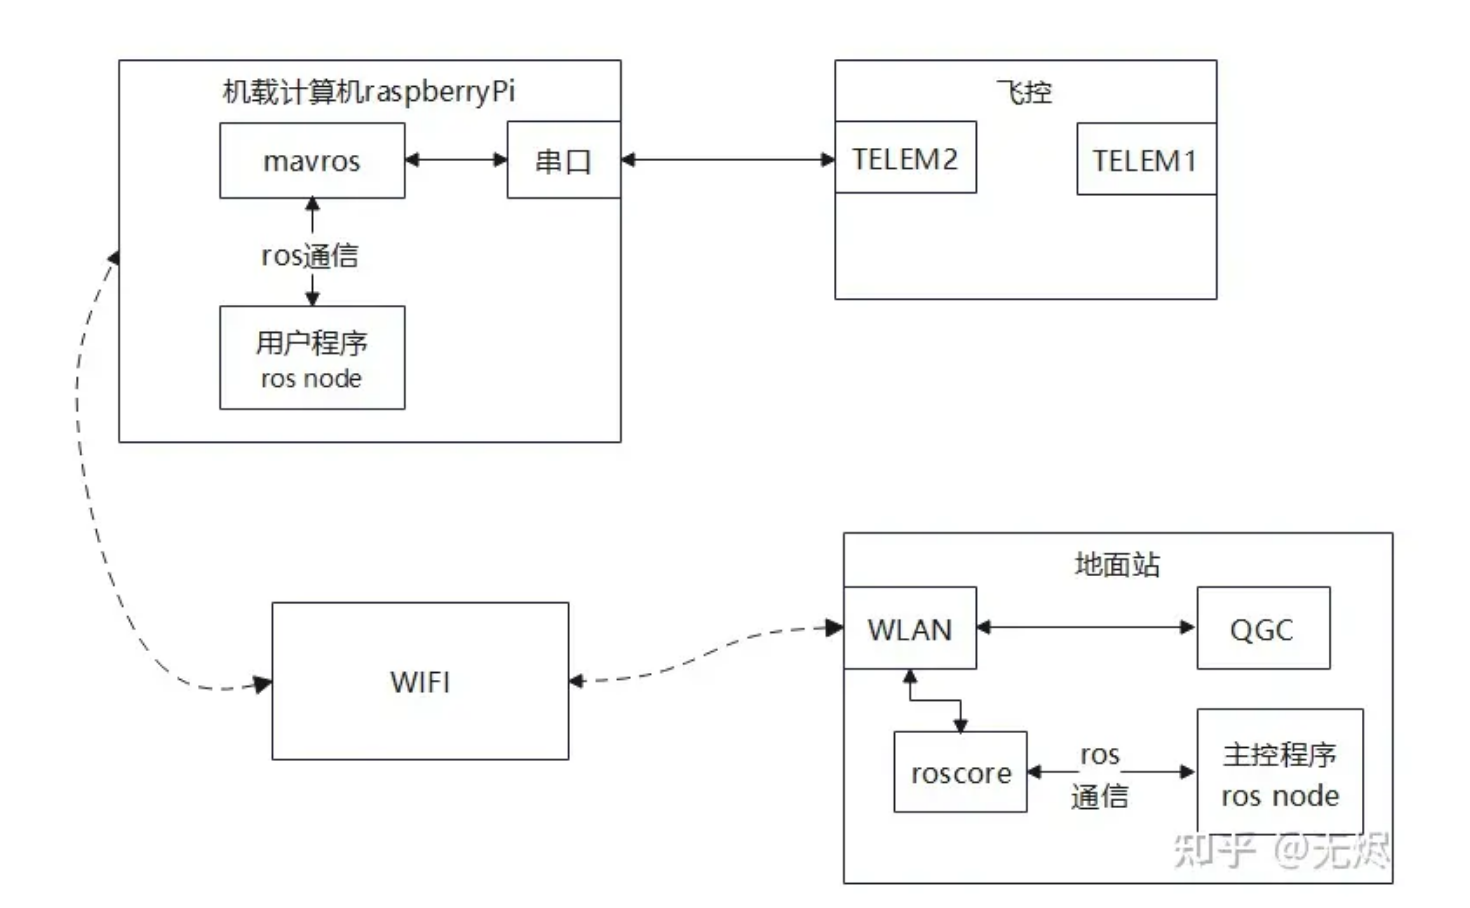 机载计算机raspberryPi
mavros
串口
ros通信
用户程序
ros node
飞控
TELEM2
TELEM1
WIFI
地面站
WLAN
QGC
roscore
ros
通信
主控程序
ros node
知乎 @无烬